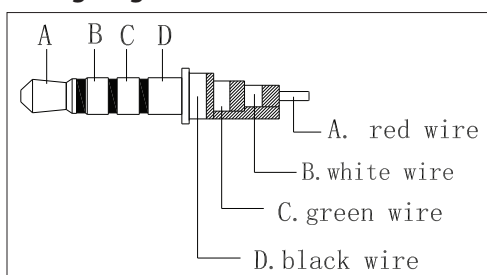 A B C D
A. red wire
B.white wire
C.green wire
D.black wire